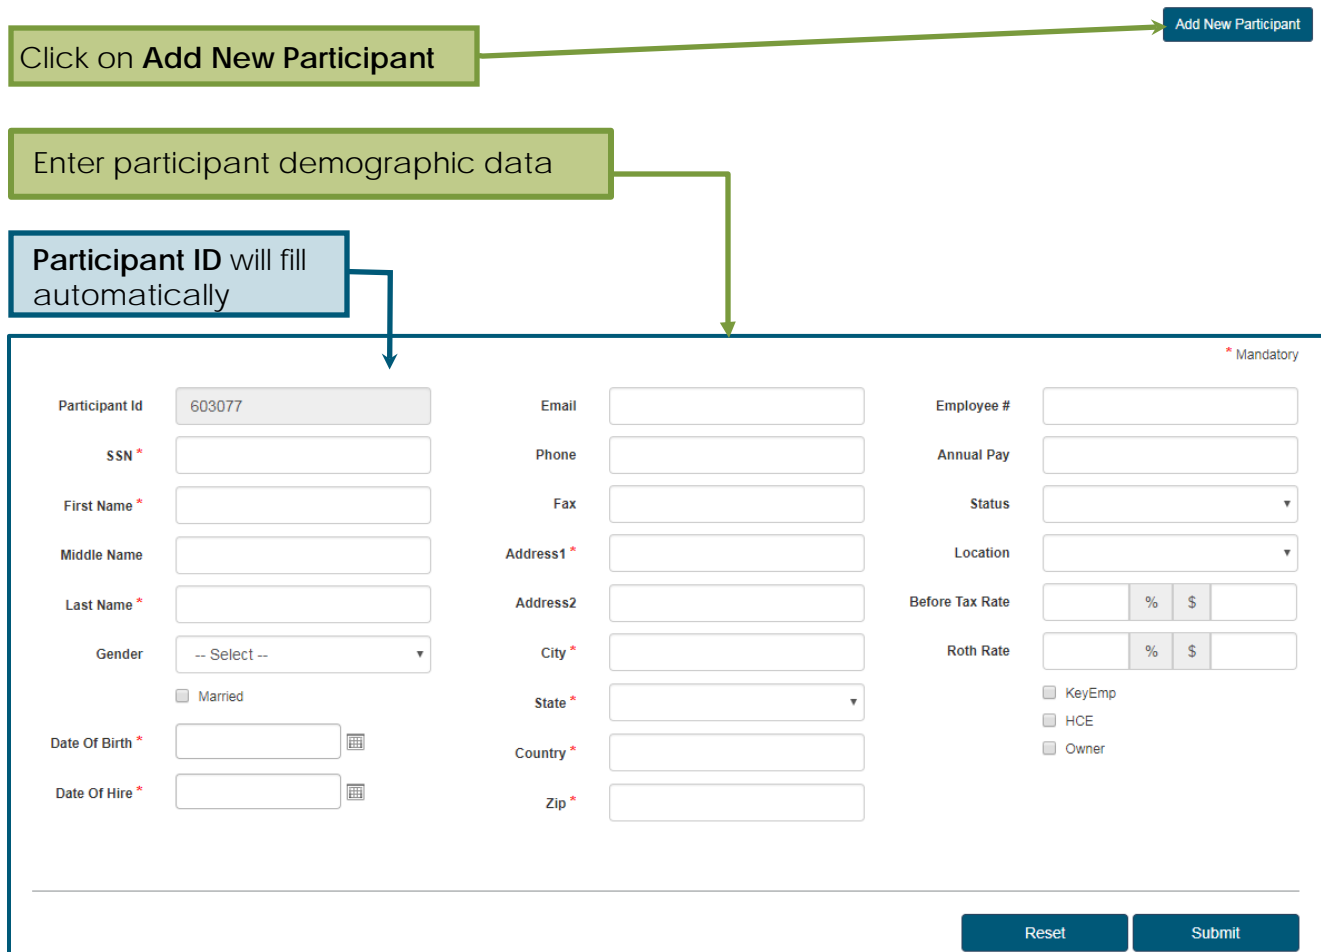 Add New Participant
Click on Add New Participant
Enter participant demographic data
Participant ID will fill
automatically
* Mandatory
Participant Id 603077 Email Employee #
SSN * Phone Annual Pay
First Name * Fax Status
Middle Name Address1 * Location
Last Name * Address2 Before Tax Rate % $
Gender -- Select -- City * Roth Rate % $
Married State * KeyEmp
HCE
Date Of Birth * Country * Owner
Date Of Hire * Zip *
Reset Submit